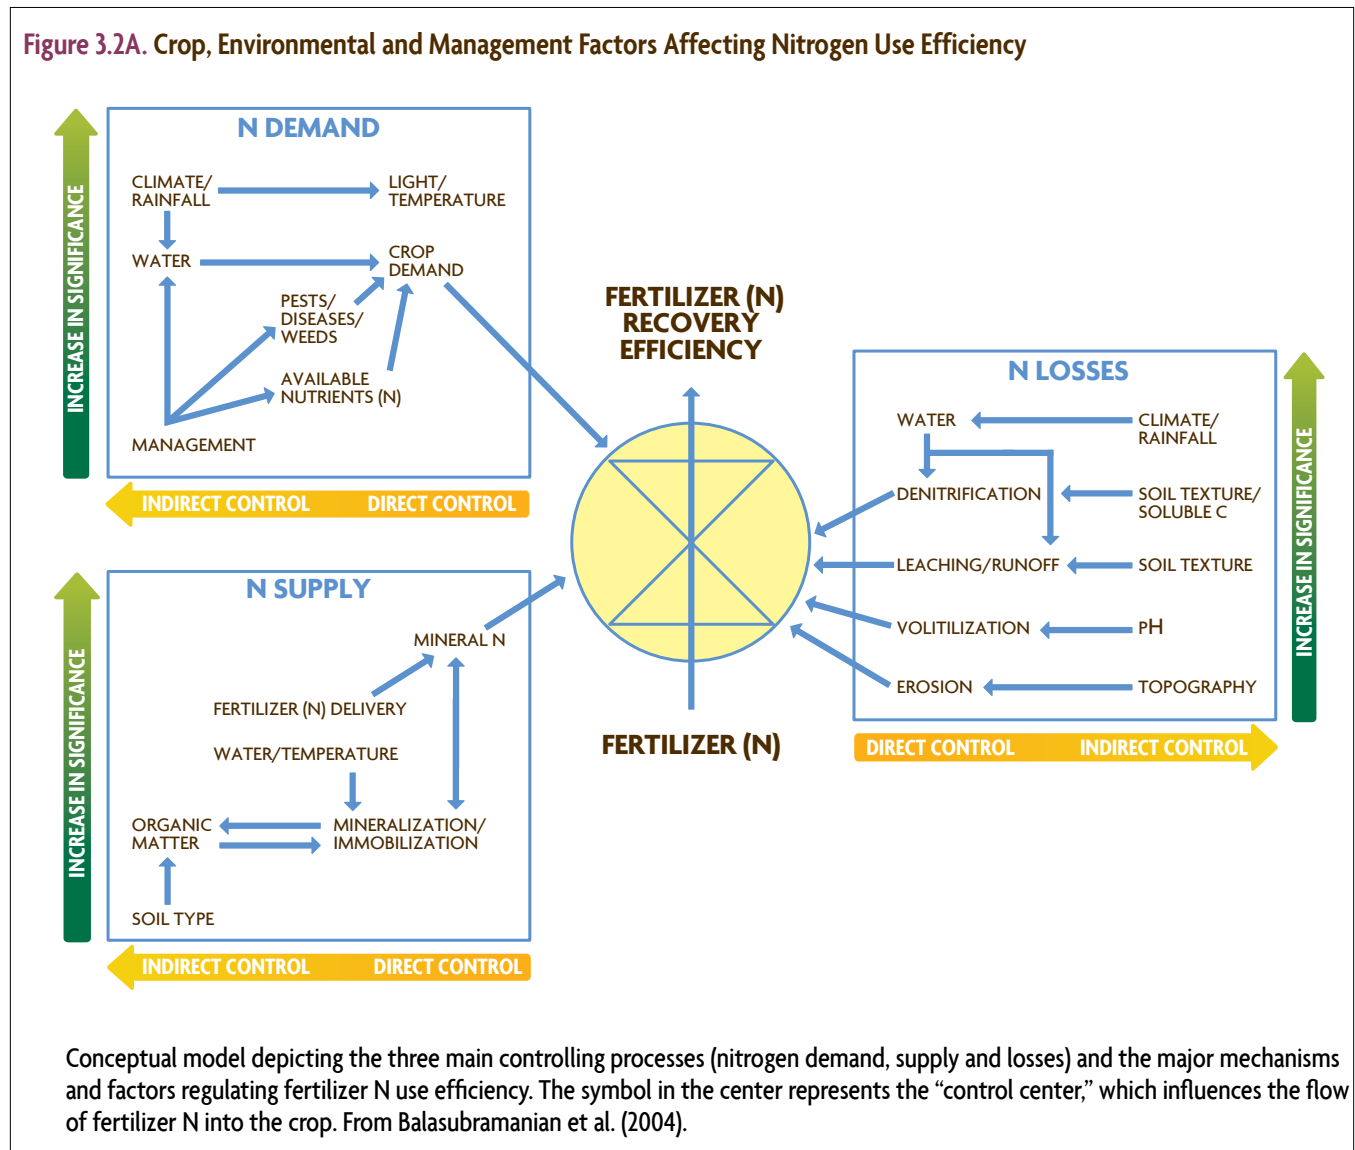 Figure 3.2A. Crop, Environmental and Management Factors Affecting Nitrogen Use Efficiency
INCREASE IN SIGNIFICANCE
N DEMAND
CLIMATE/
RAINFALL
LIGHT/
TEMPERATURE
WATER
CROP
DEMAND
PESTS/
DISEASES/
WEEDS
AVAILABLE
NUTRIENTS (N)
MANAGEMENT
INDIRECT CONTROL
DIRECT CONTROL
INCREASE IN SIGNIFICANCE
N SUPPLY
MINERAL N
FERTILIZER (N) DELIVERY
WATER/TEMPERATURE
ORGANIC
MATTER
MINERALIZATION/
IMMOBILIZATION
SOIL TYPE
INDIRECT CONTROL
DIRECT CONTROL
FERTILIZER (N)
RECOVERY
EFFICIENCY
FERTILIZER (N)
N LOSSES
WATER
CLIMATE/
RAINFALL
DENITRIFICATION
SOIL TEXTURE/
SOLUBLE C
LEACHING/RUNOFF
SOIL TEXTURE
VOLITILIZATION
PH
EROSION
TOPOGRAPHY
DIRECT CONTROL
INDIRECT CONTROL
INCREASE IN SIGNIFICANCE
Conceptual model depicting the three main controlling processes (nitrogen demand, supply and losses) and the major mechanisms
and factors regulating fertilizer N use efficiency. The symbol in the center represents the “control center,” which influences the flow
of fertilizer N into the crop. From Balasubramanian et al. (2004).